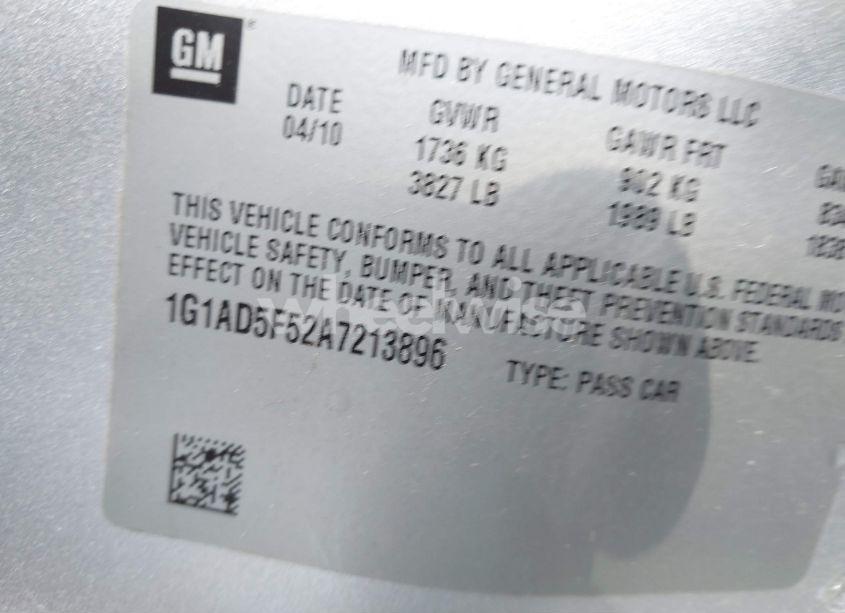 GM
MFD BY GENERAL MOTORS LLC
DATE GVWR GAWR FRT
04/10 1736 KG 902 KG
3827 LB 1989 LB
THIS VEHICLE CONFORMS TO ALL APPLICABLE U.S. FEDERAL
VEHICLE SAFETY, BUMPER, AND THEFT PREVENTION STANDARDS
EFFECT ON THE DATE OF MANUFACTURE SHOWN ABOVE.
1G1AD5F52A7213896 TYPE: PASS CAR
wheelwise